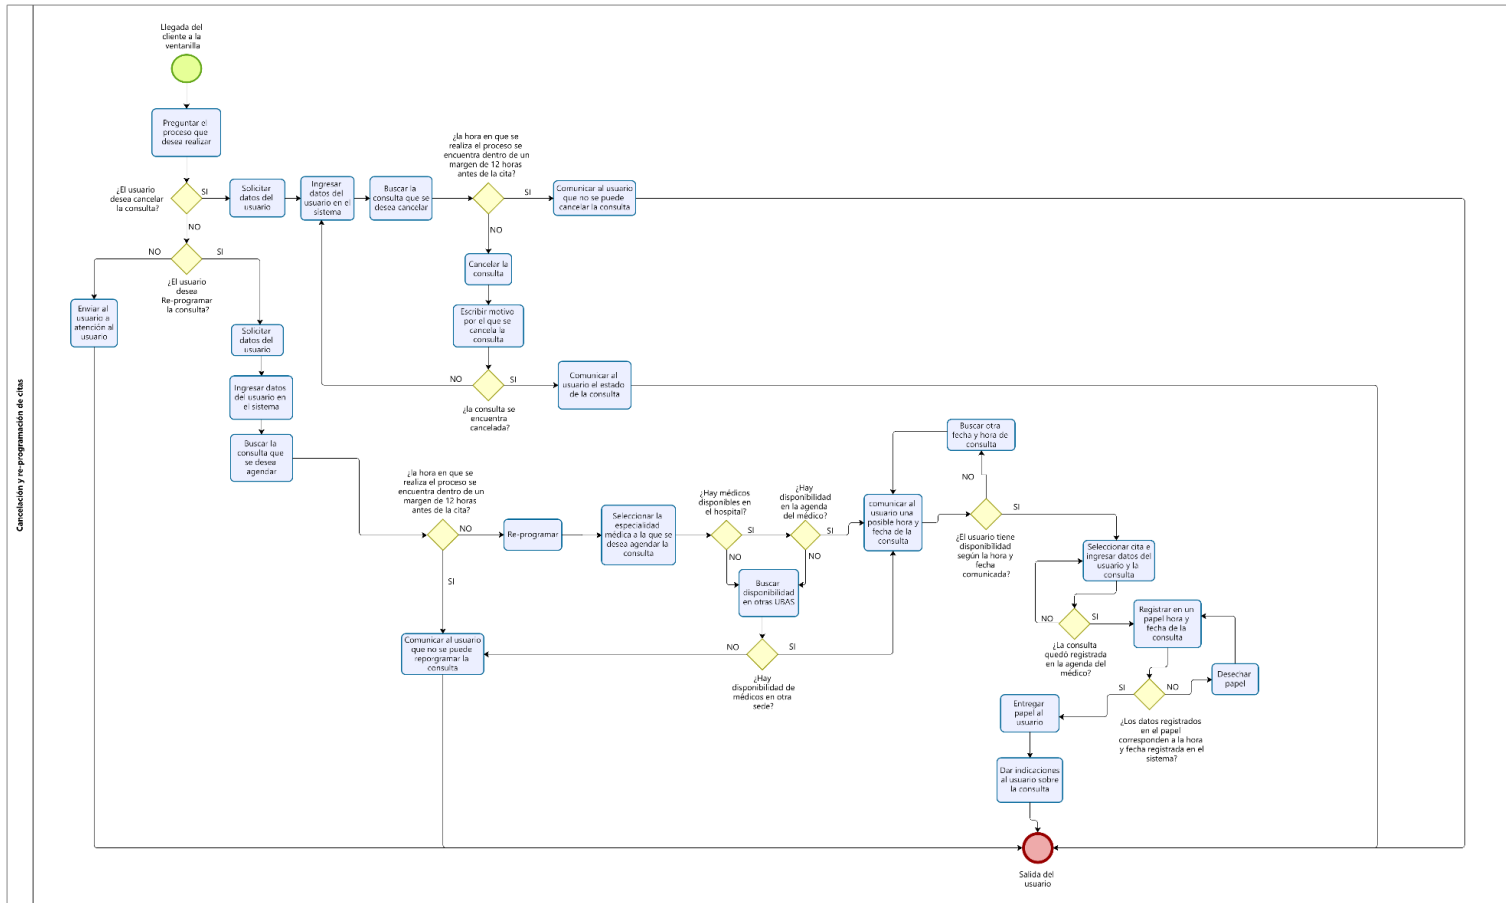 Cancelación y re-programación de citas
Llegada del
cliente a la
ventanilla
Preguntar el
proceso que
desea realizar
¿El usuario
desea cancelar
la consulta?
SI
NO
Solicitar
datos del
usuario
Ingresar
datos del
usuario en el
sistema
Buscar la
consulta que se
desea cancelar
¿la hora en que se
realiza el proceso se
encuentra dentro de un
margen de 12 horas
antes de la cita?
SI
NO
Comunicar al usuario
que no se puede
cancelar la consulta
Cancelar la
consulta
Escribir motivo
por el que se
cancela la
consulta
NO
SI
¿la consulta se
encuentra
cancelada?
Comunicar al
usuario el estado
de la consulta
NO
SI
¿El usuario
desea
Re-programar
la consulta?
Enviar al
usuario a
atención al
usuario
Solicitar
datos del
usuario
Ingresar datos
del usuario en
el sistema
Buscar la
consulta que
se desea
agendar
¿la hora en que se
realiza el proceso se
encuentra dentro de un
margen de 12 horas
antes de la cita?
NO
SI
Re-programar
Seleccionar la
especialidad
médica a la que se
desea agendar la
consulta
¿Hay médicos
disponibles en
el hospital?
SI
NO
¿Hay
disponibilidad
en la agenda
del médico?
SI
NO
Buscar
disponibilidad
en otras UBAS
NO
SI
¿Hay
disponibilidad de
médicos en otra
sede?
Comunicar al usuario
que no se puede
reporgramar la
consulta
comunicar al
usuario una
posible hora y
fecha de la
consulta
Buscar otra
fecha y hora de
consulta
NO
SI
¿El usuario tiene
disponibilidad
según la hora y
fecha
comunicada?
Seleccionar cita e
ingresar datos del
usuario y la
consulta
NO
SI
¿La consulta
quedó registrada
en la agenda del
médico?
Registrar en un
papel hora y
fecha de la
consulta
Desechar
papel
SI
NO
¿Los datos registrados
en el papel
corresponden a la hora
y fecha registrada en el
sistema?
Entregar
papel al
usuario
Dar indicaciones
al usuario sobre
la consulta
Salida del
usuario